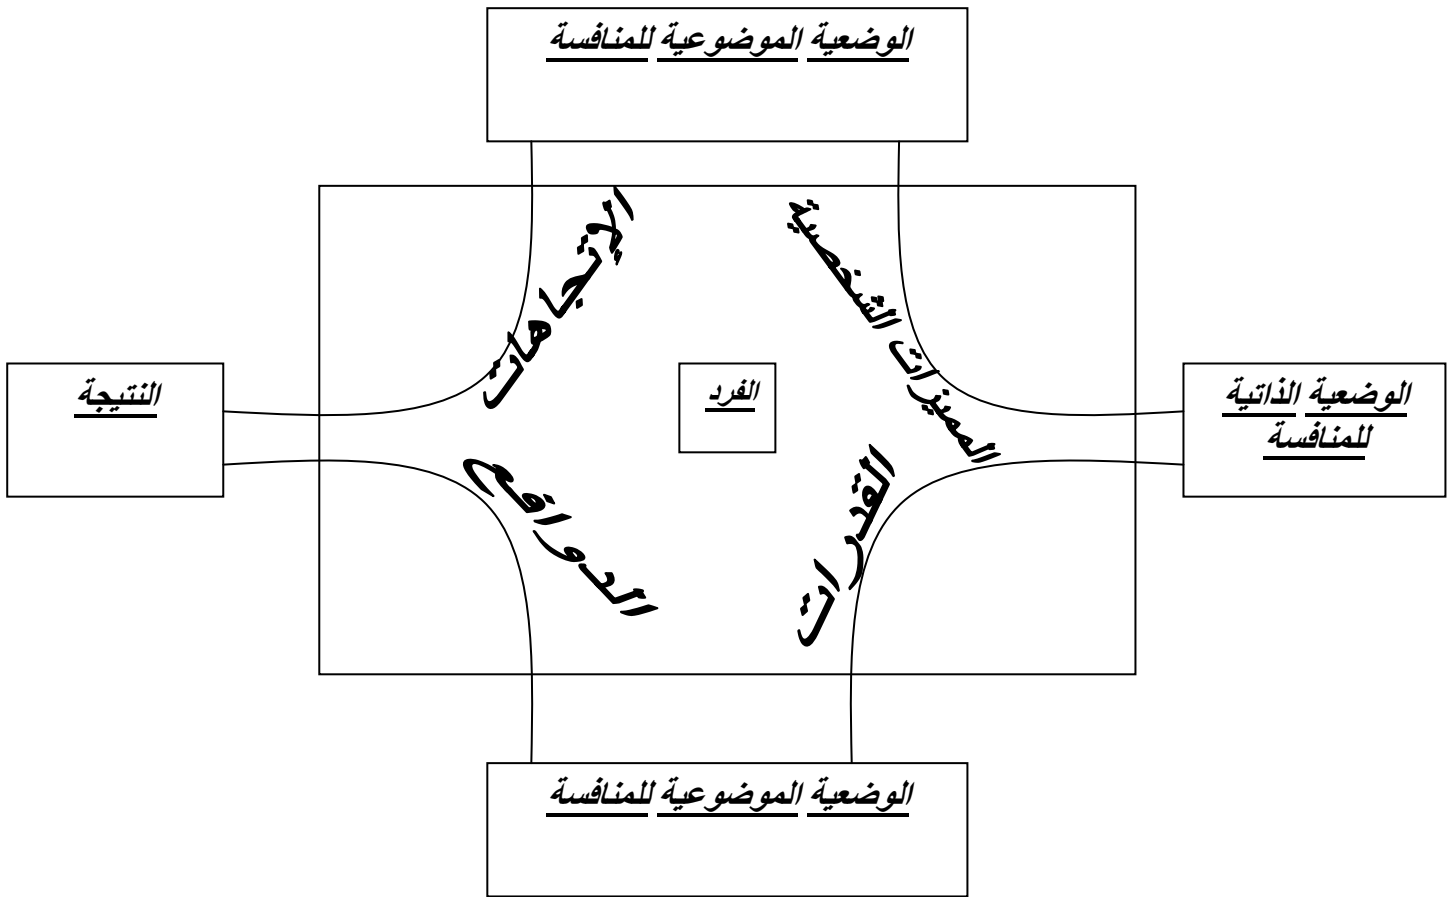 الوضعية الموضوعية للمنافسة
المميزات الشخصية
الإتجاهات
الوضعية الذاتية
للمنافسة
الفرد
النتيجة
القدرات
الدوافع
الوضعية الموضوعية للمنافسة